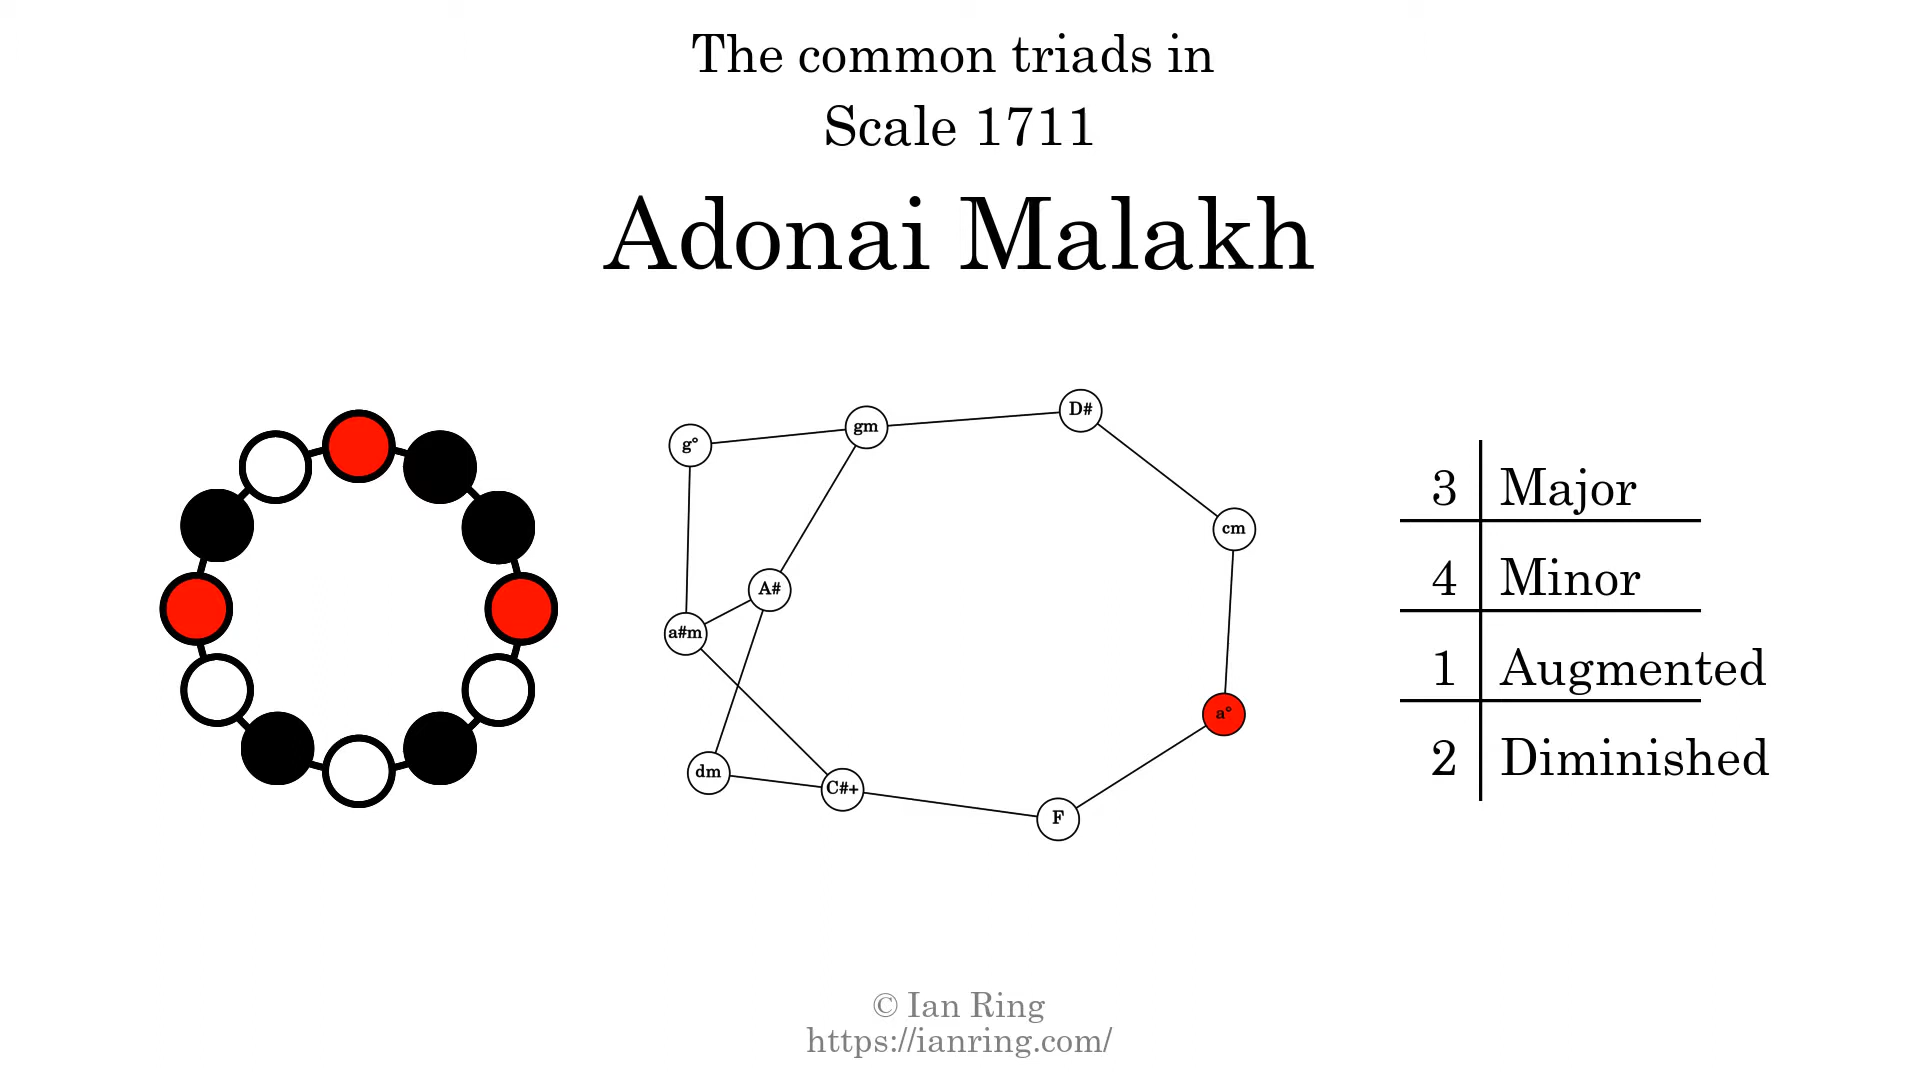 The common triads in
Scale 1711
Adonai Malakh
D#
gm
g°
cm
A#
a#m
a°
dm
C#+
F
3 Major
4 Minor
1 Augmented
2 Diminished
© Ian Ring
https://ianring.com/